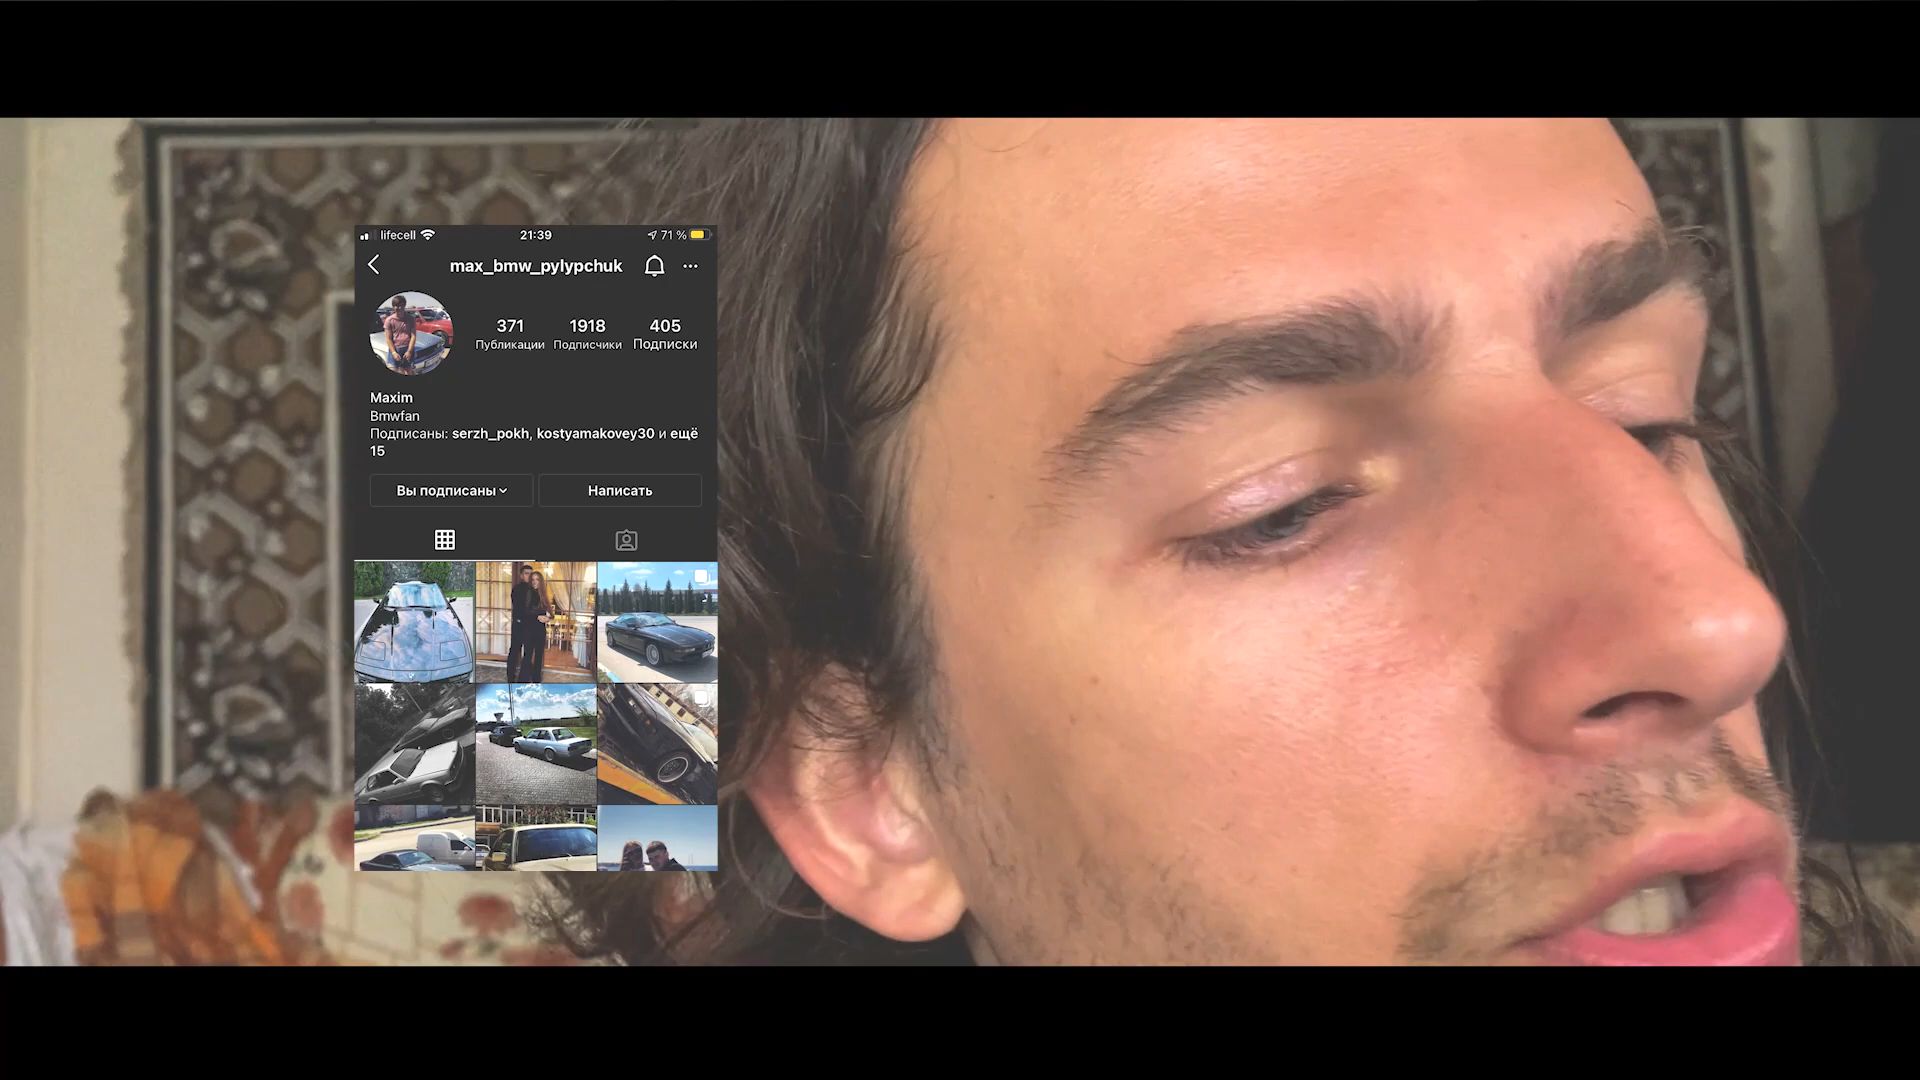 lifecell 21:39 71 %
max_bmw_pylypchuk
371 1918 405
Публикации Подписчики Подписки
Maxim
Bmwfan
Подписаны: serzh_pokh, kostyamakovey30 и ещё
15
Вы подписаны Написать